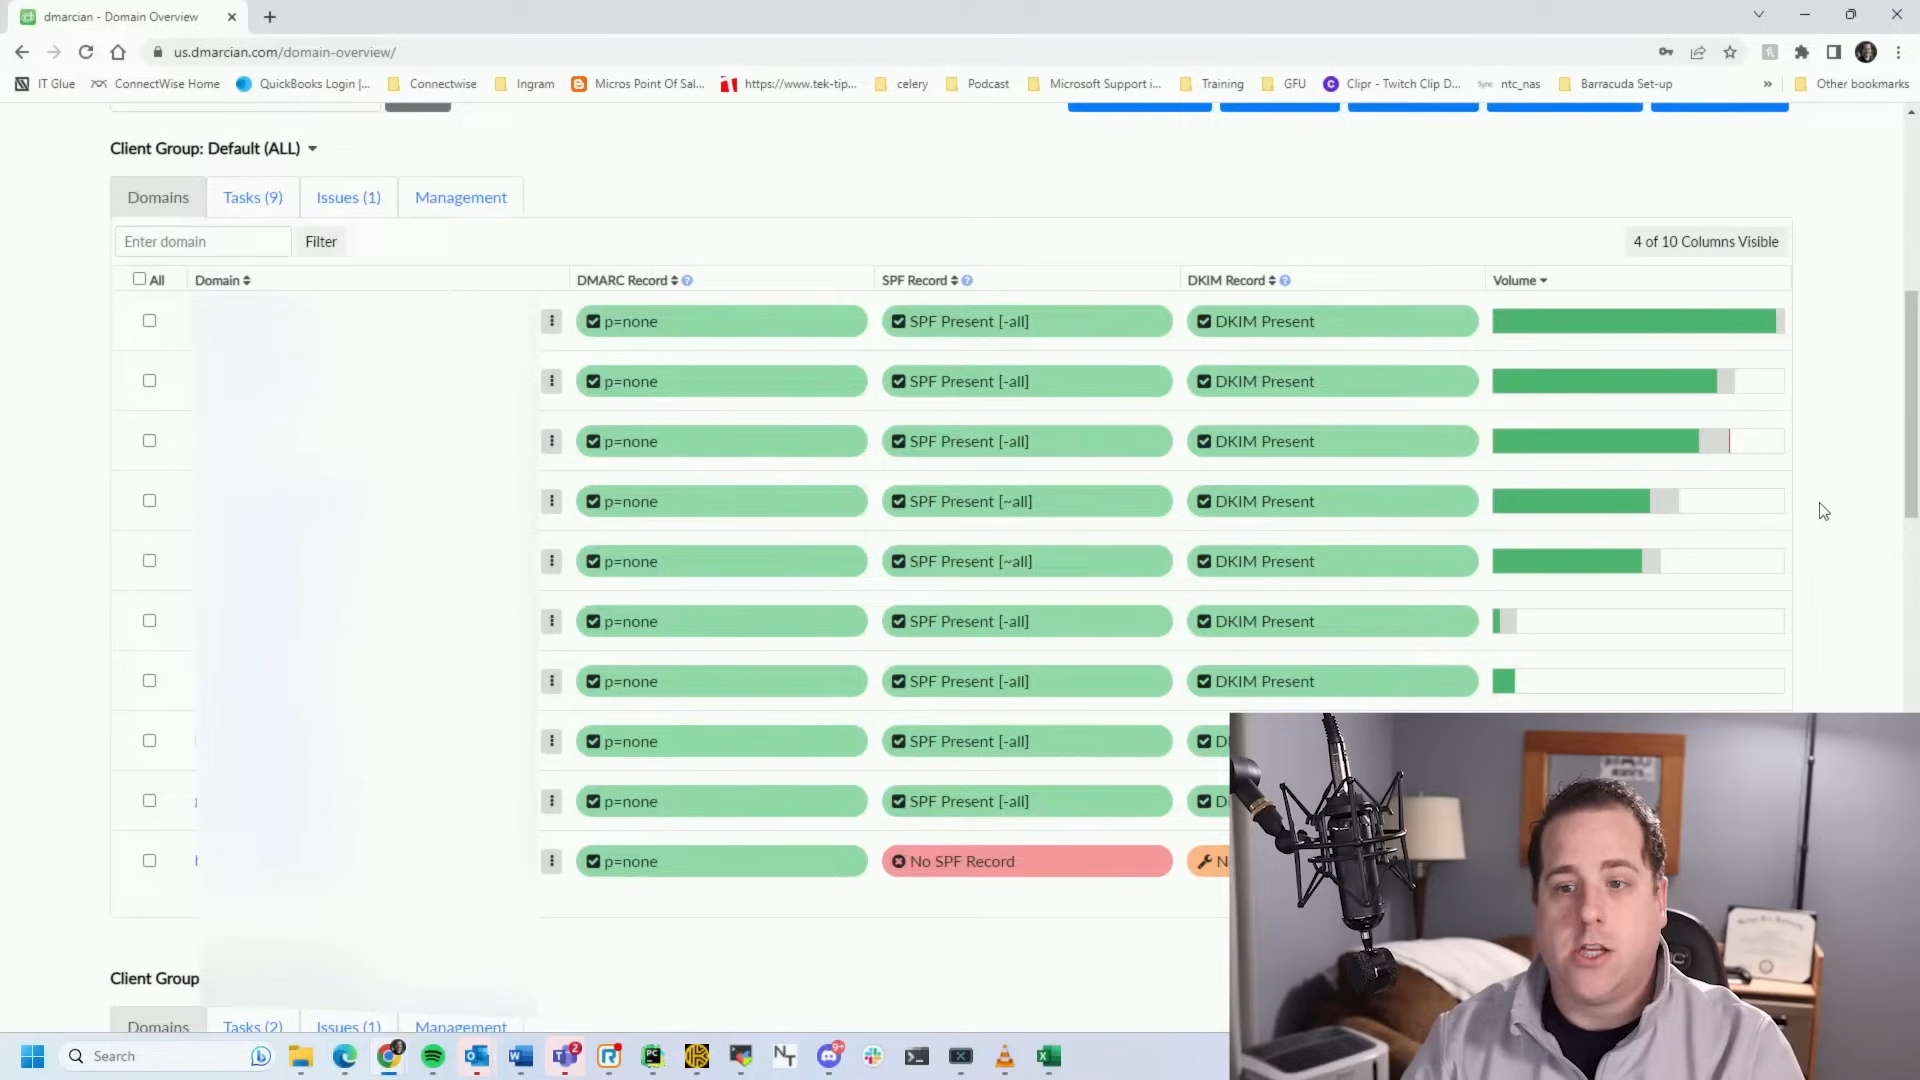 dmarcian - Domain Overview
us.dmarcian.com/domain-overview/
IT Glue ConnectWise Home QuickBooks Login |... Connectwise Ingram Micros Point Of Sal... https://www.tek-tip... celery Podcast Microsoft Support i... Training GFU Clipr - Twitch Clip D... Sync ntc_nas Barracuda Set-up » Other bookmarks
Client Group: Default (ALL)
Domains Tasks (9) Issues (1) Management
Enter domain Filter 4 of 10 Columns Visible
All Domain DMARC Record SPF Record DKIM Record Volume
p=none SPF Present [-all] DKIM Present
p=none SPF Present [-all] DKIM Present
p=none SPF Present [-all] DKIM Present
p=none SPF Present [~all] DKIM Present
p=none SPF Present [~all] DKIM Present
p=none SPF Present [-all] DKIM Present
p=none SPF Present [-all] DKIM Present
p=none SPF Present [-all] D
p=none SPF Present [-all] D
p=none No SPF Record N
Client Group
Domains Tasks (2) Issues (1) Management
Search